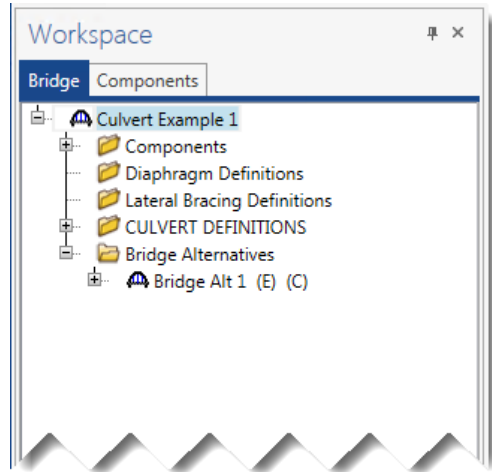 Workspace
Bridge Components
Culvert Example 1
Components
Diaphragm Definitions
Lateral Bracing Definitions
CULVERT DEFINITIONS
Bridge Alternatives
Bridge Alt 1 (E) (C)